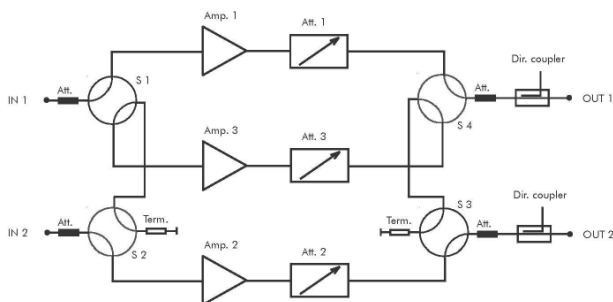 Amp. 1
Att. 1
Dir. coupler
S 1
IN 1
Att.
Att.
OUT 1
S 4
Amp. 3
Att. 3
Dir. coupler
S 3
IN 2
Att.
Term.
Term.
Att.
OUT 2
S 2
Amp. 2
Att. 2